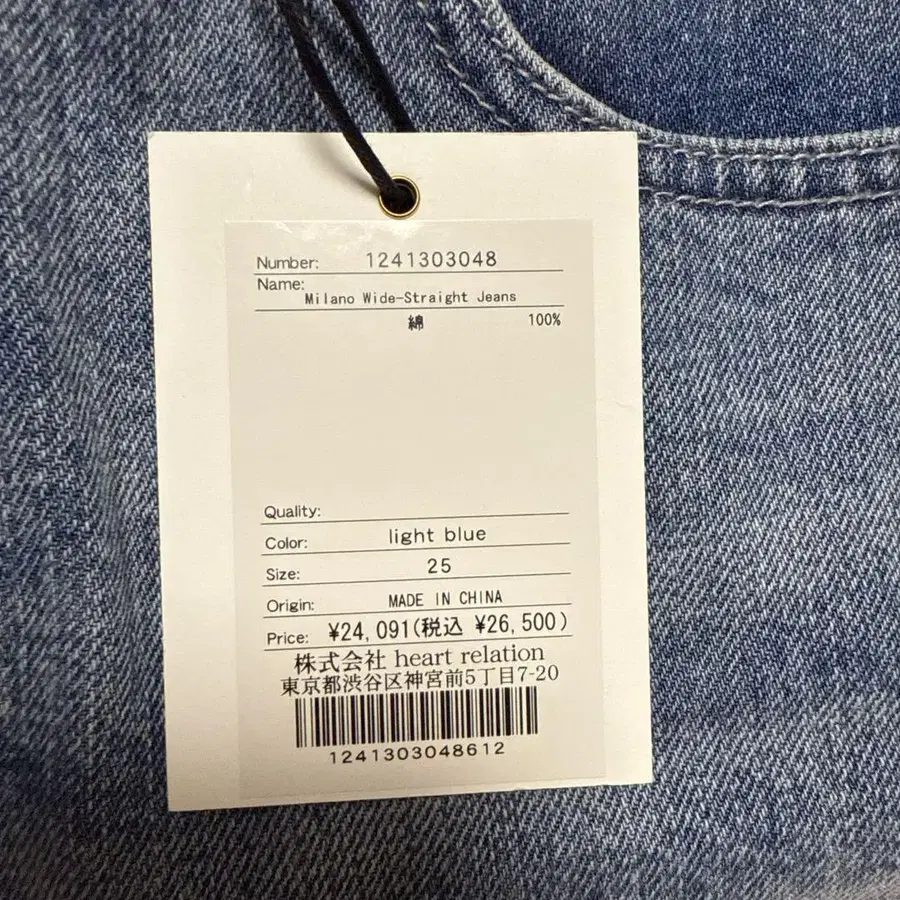 Number: 1241303048
Name:
Milano Wide-Straight Jeans
綿 100%
Quality:
Color: light blue
Size: 25
Origin: MADE IN CHINA
Price: ¥24,091(税込 ¥26,500)
株式会社 heart relation
東京都渋谷区神宮前5丁目7-20
1241303048612